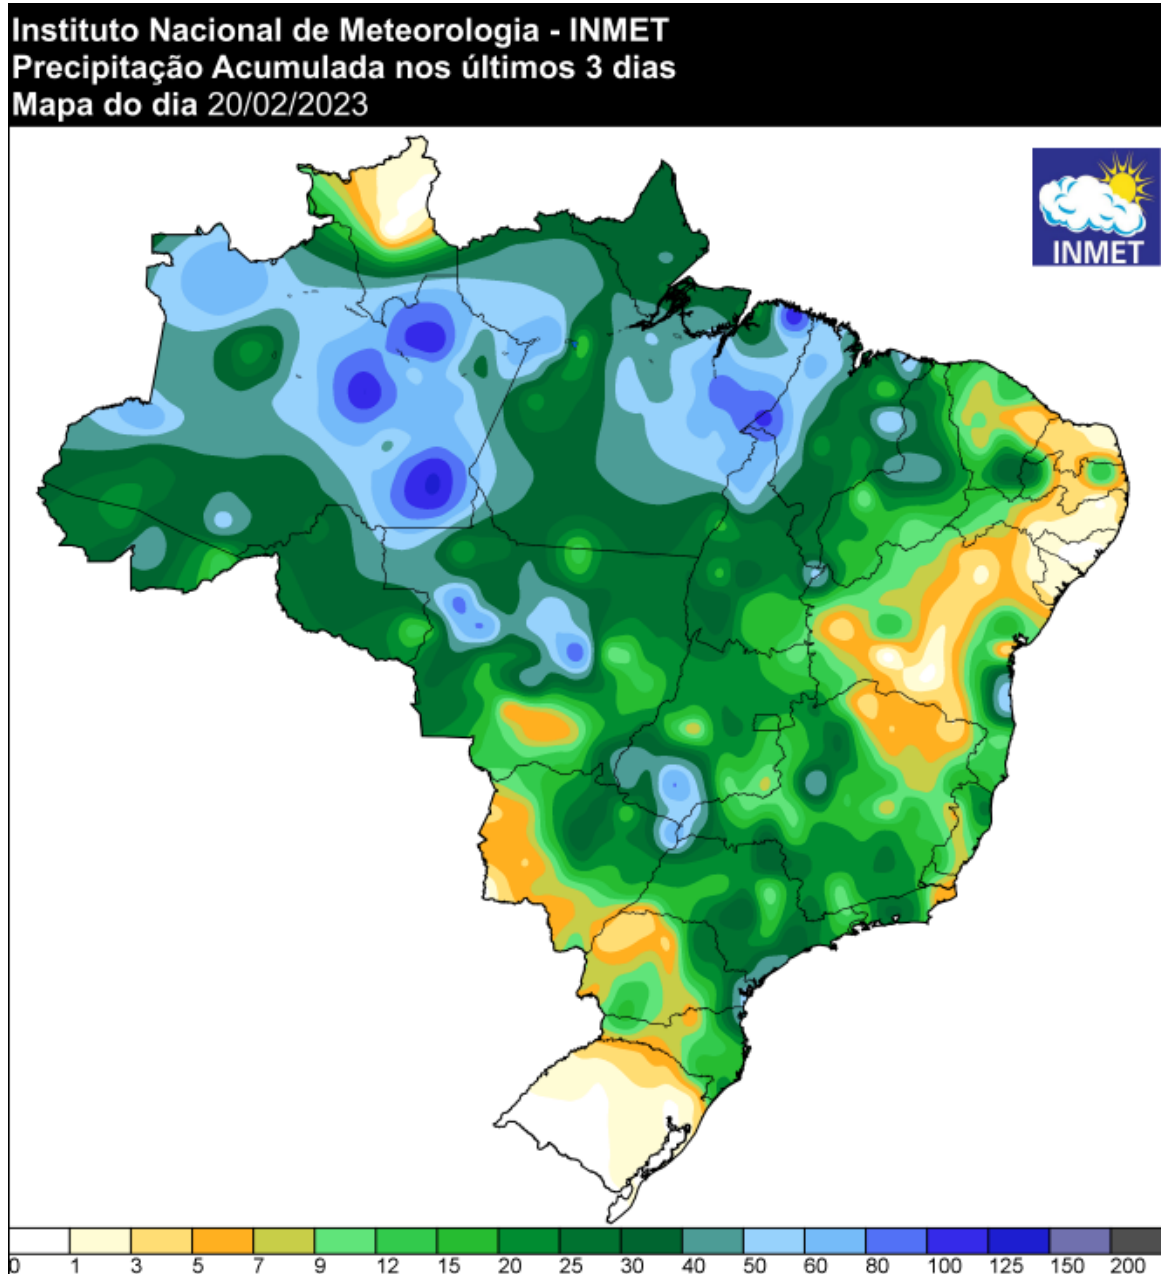 Instituto Nacional de Meteorologia - INMET
Precipitação Acumulada nos últimos 3 dias
Mapa do dia 20/02/2023
INMET
0 1 3 5 7 9 12 15 20 25 30 40 50 60 80 100 125 150 200